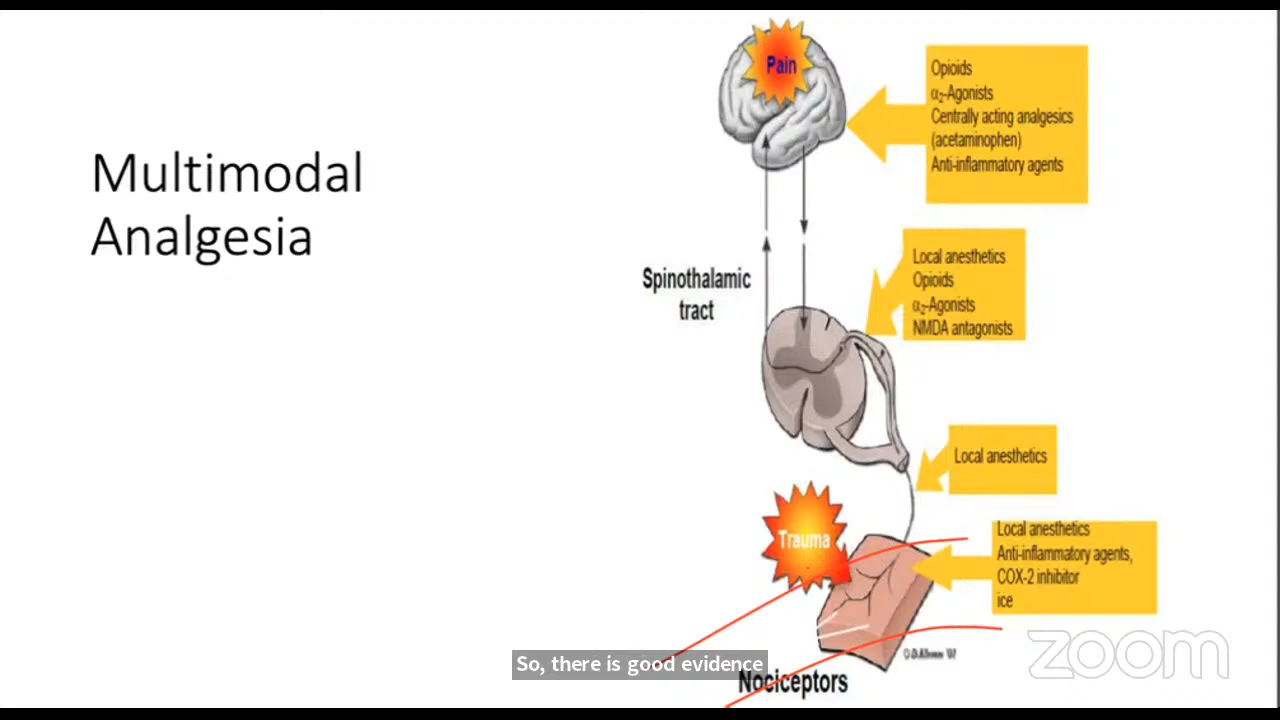 Multimodal
Analgesia
Pain
Opioids
α₂-Agonists
Centrally acting analgesics
(acetaminophen)
Anti-inflammatory agents
Local anesthetics
Opioids
α₂-Agonists
NMDA antagonists
Spinothalamic
tract
Local anesthetics
Trauma
Local anesthetics
Anti-inflammatory agents,
COX-2 inhibitor
ice
zoom
So, there is good evidence
Nociceptors